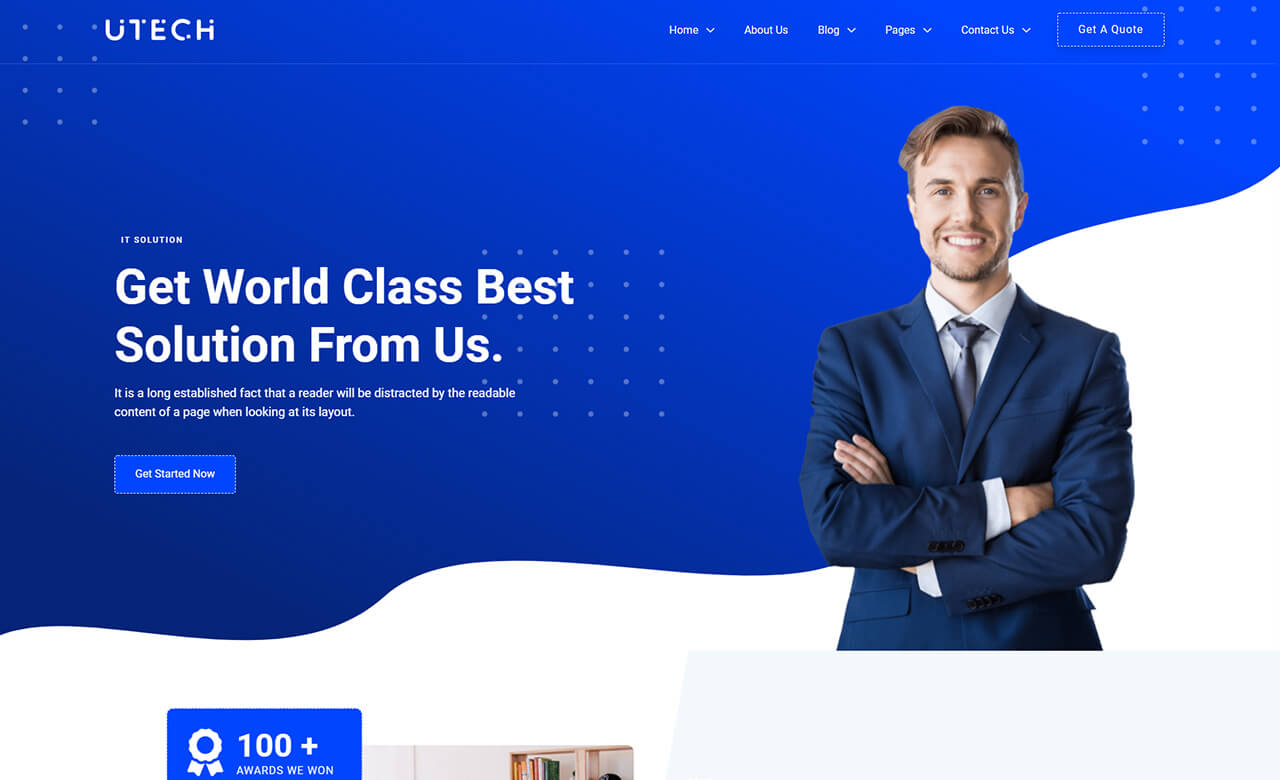 UTECH
Home
About Us
Blog
Pages
Contact Us
Get A Quote
IT SOLUTION
Get World Class Best
Solution From Us.
It is a long established fact that a reader will be distracted by the readable
content of a page when looking at its layout.
Get Started Now
100 +
AWARDS WE WON